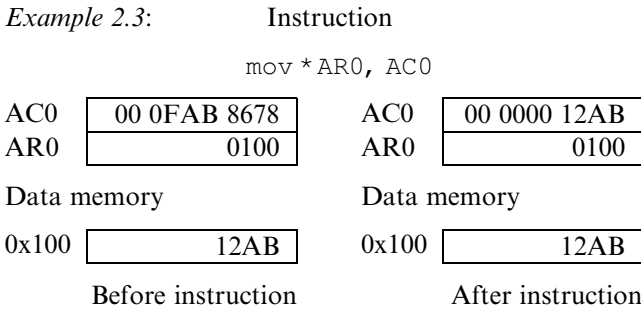 Example 2.3: Instruction
mov *AR0, AC0
AC0 00 0FAB 8678 AC0 00 0000 12AB
AR0 0100 AR0 0100
Data memory Data memory
0x100 12AB 0x100 12AB
Before instruction After instruction